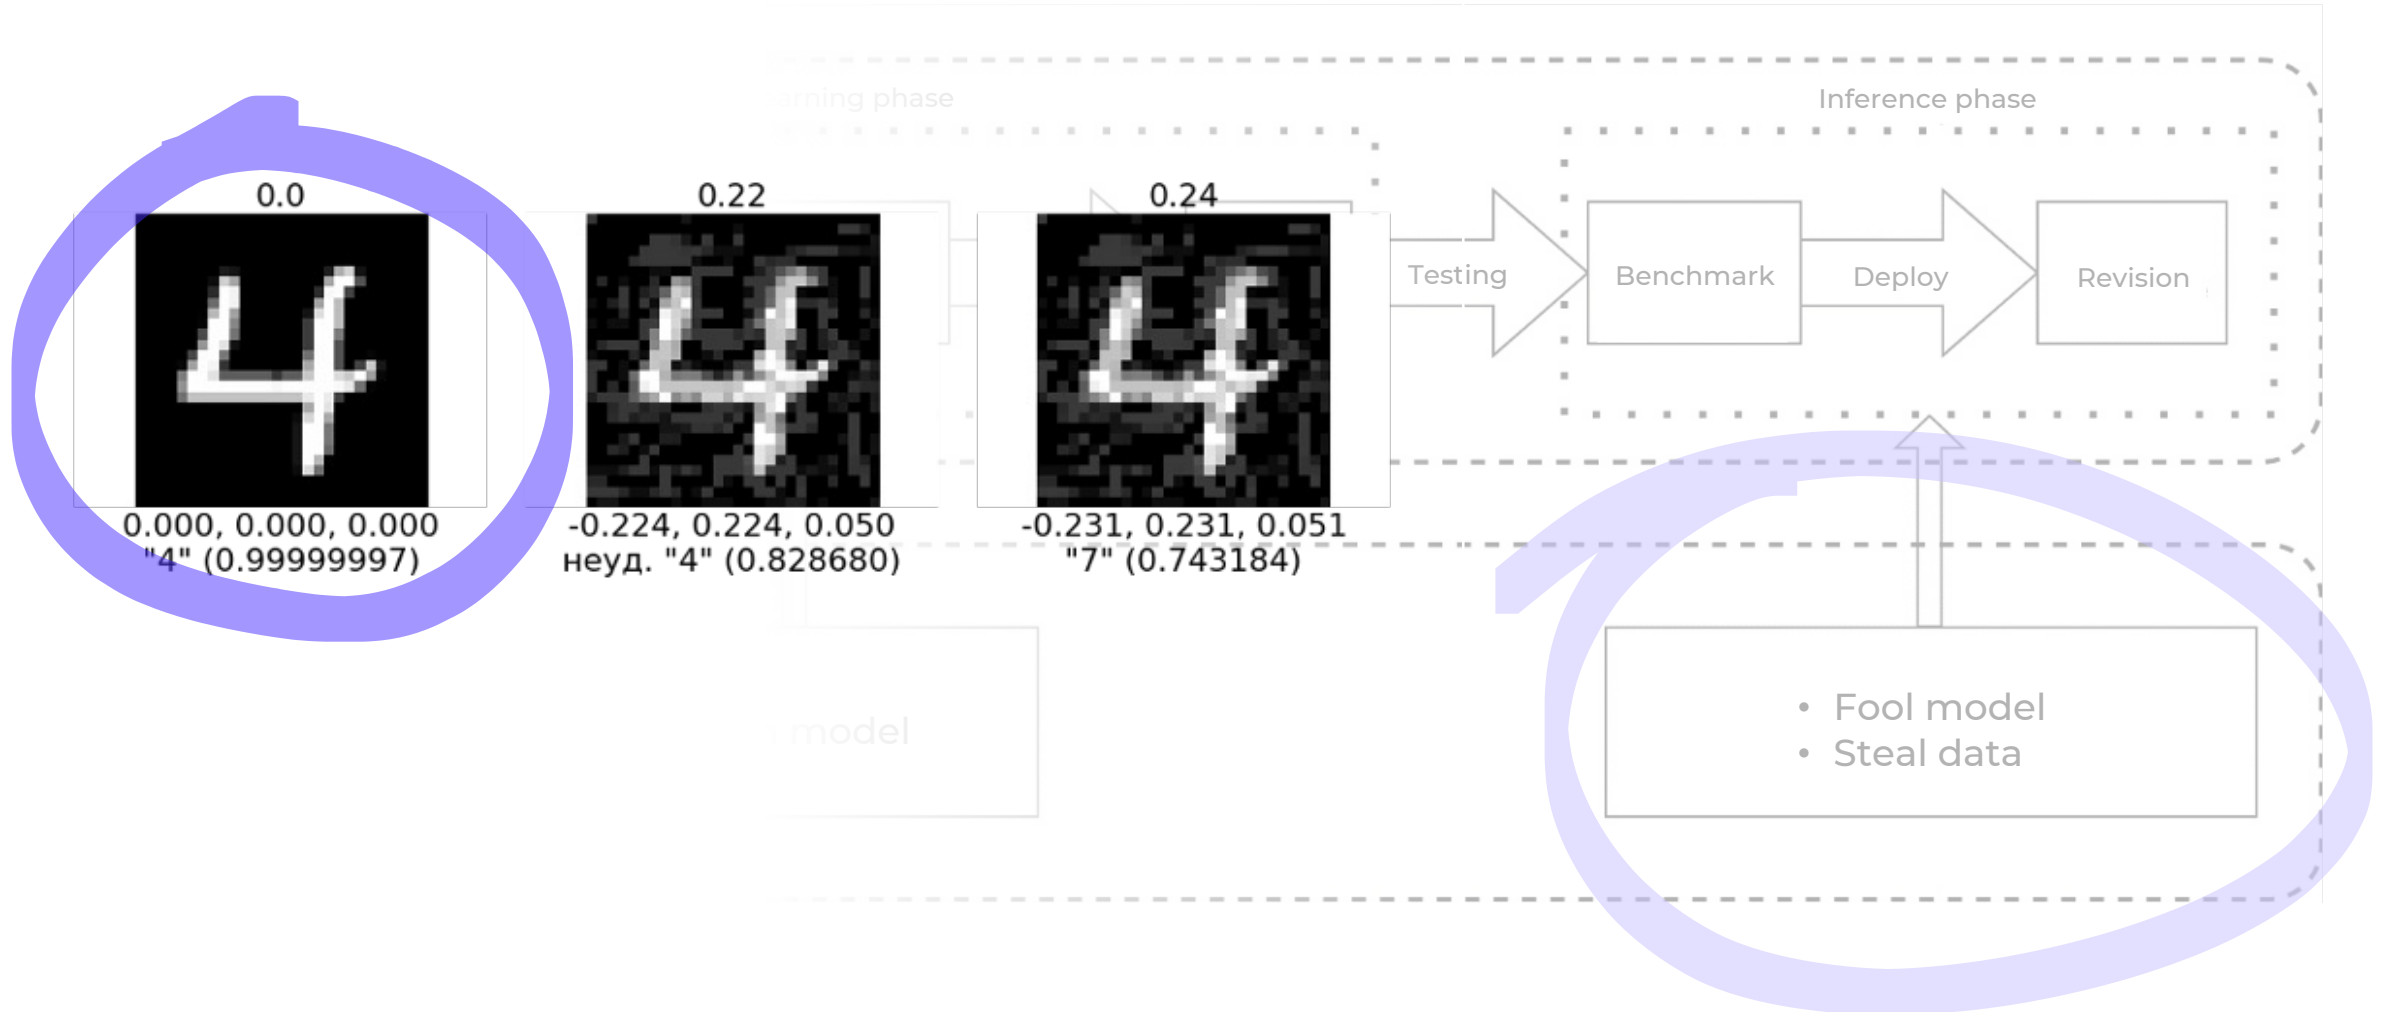 rning phase
Inference phase
0.0
0.22
0.24
Testing
Benchmark
Deploy
Revision
0.000, 0.000, 0.000
"4" (0.99999997)
-0.224, 0.224, 0.050
неуд. "4" (0.828680)
-0.231, 0.231, 0.051
"7" (0.743184)
model
• Fool model
• Steal data